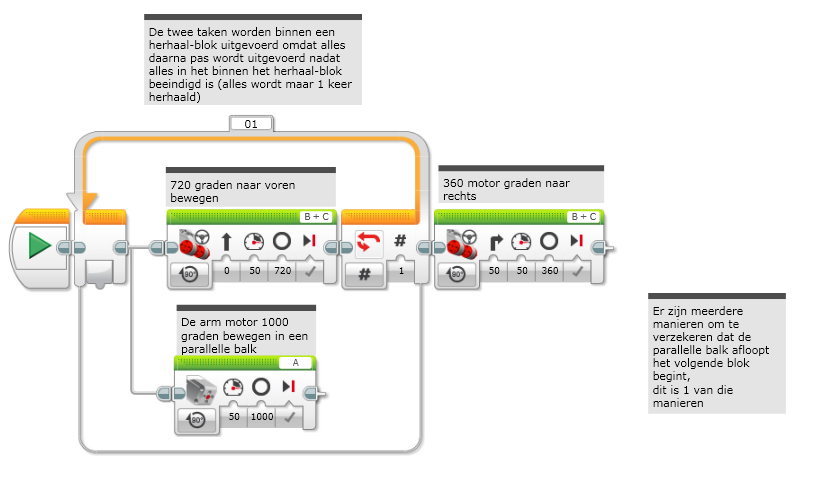 De twee taken worden binnen een
herhaal-blok uitgevoerd omdat alles
daarna pas wordt uitgevoerd nadat
alles in het binnen het herhaal-blok
beeindigd is (alles wordt maar 1 keer
herhaald)
01
720 graden naar voren
bewegen
360 motor graden naar
rechts
B + C
B + C
#
80°
0
50
720
#
1
80°
50
50
360
De arm motor 1000
graden bewegen in een
parallelle balk
A
80°
50
1000
Er zijn meerdere
manieren om te
verzekeren dat de
parallelle balk afloopt
het volgende blok
begint,
dit is 1 van die
manieren